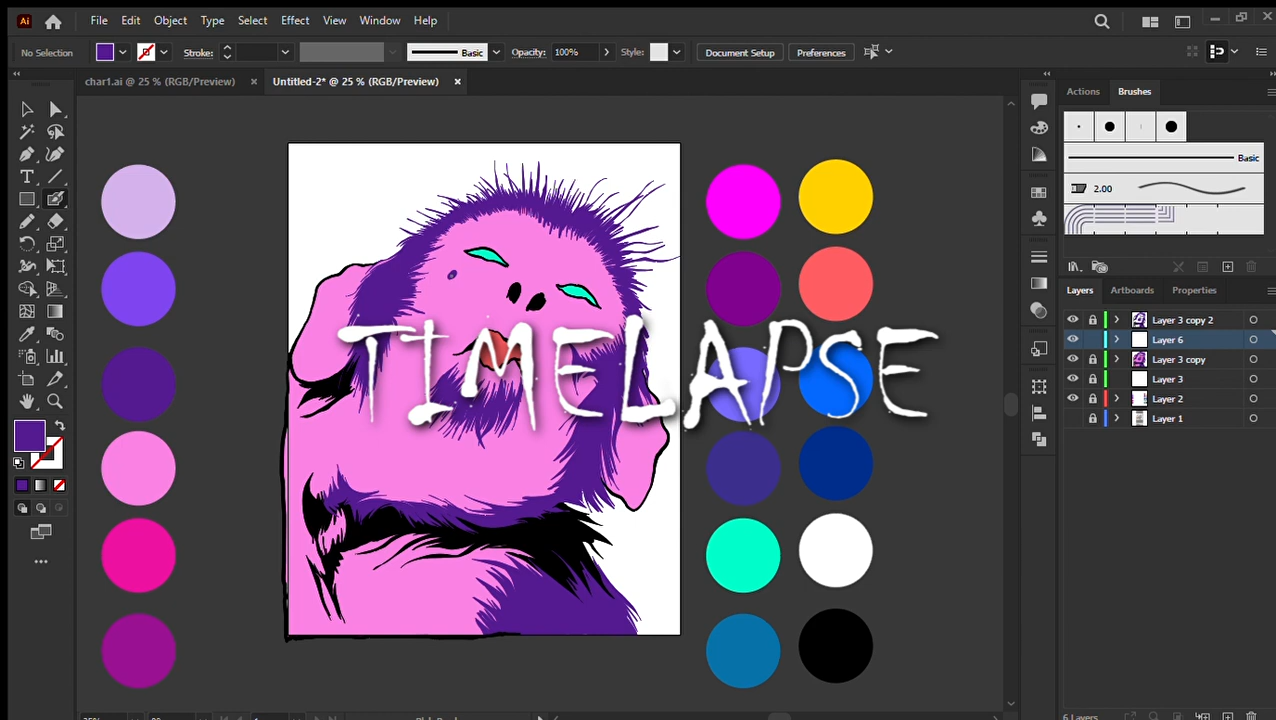 Ai File Edit Object Type Select Effect View Window Help
No Selection Stroke: Basic Opacity: 100% Style: Document Setup Preferences
char1.ai @ 25 % (RGB/Preview) × Untitled-2* @ 25 % (RGB/Preview) ×
Actions Brushes
Basic
2.00
Layers Artboards Properties
Layer 3 copy 2
Layer 6
Layer 3 copy
Layer 3
Layer 2
Layer 1
TIMELAPSE
6 Layers